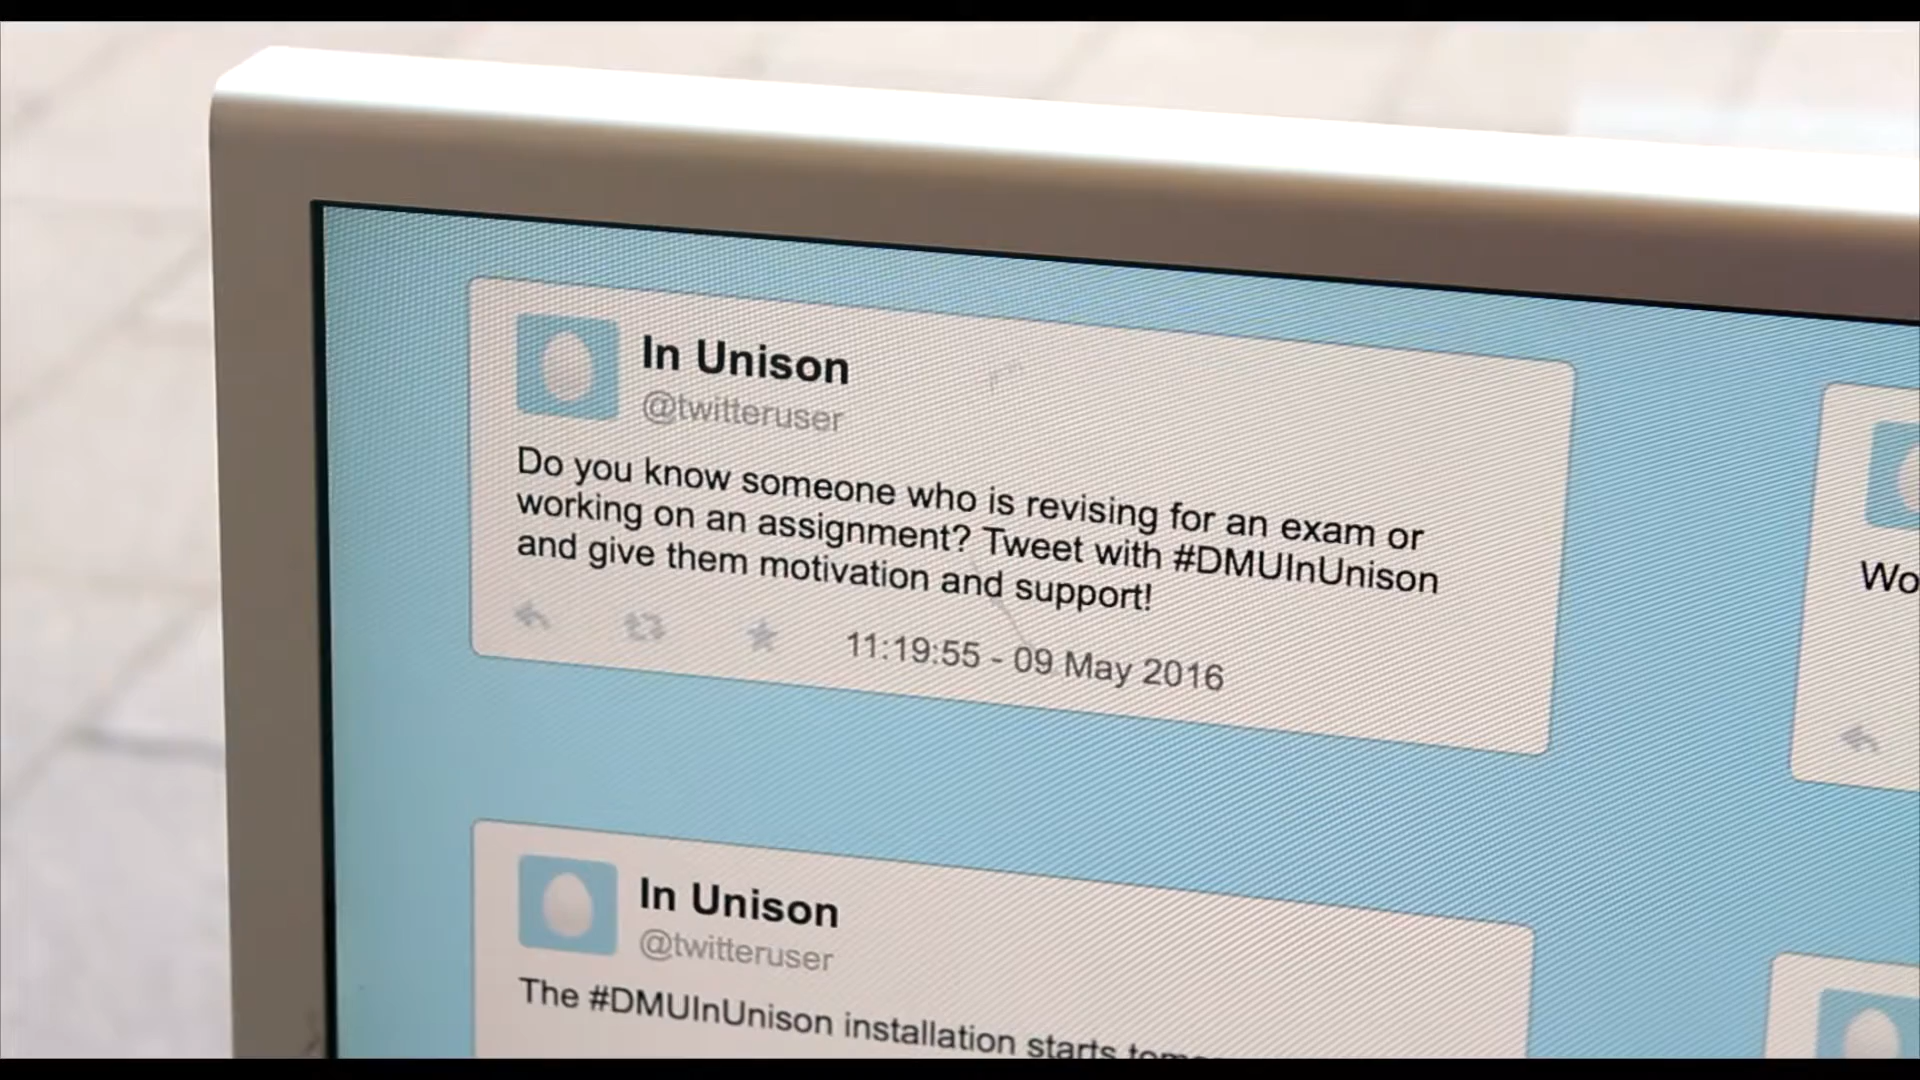 In Unison
@twitteruser
Do you know someone who is revising for an exam or
working on an assignment? Tweet with #DMUInUnison
and give them motivation and support!
11:19:55 - 09 May 2016
In Unison
@twitteruser
The #DMUInUnison installation starts